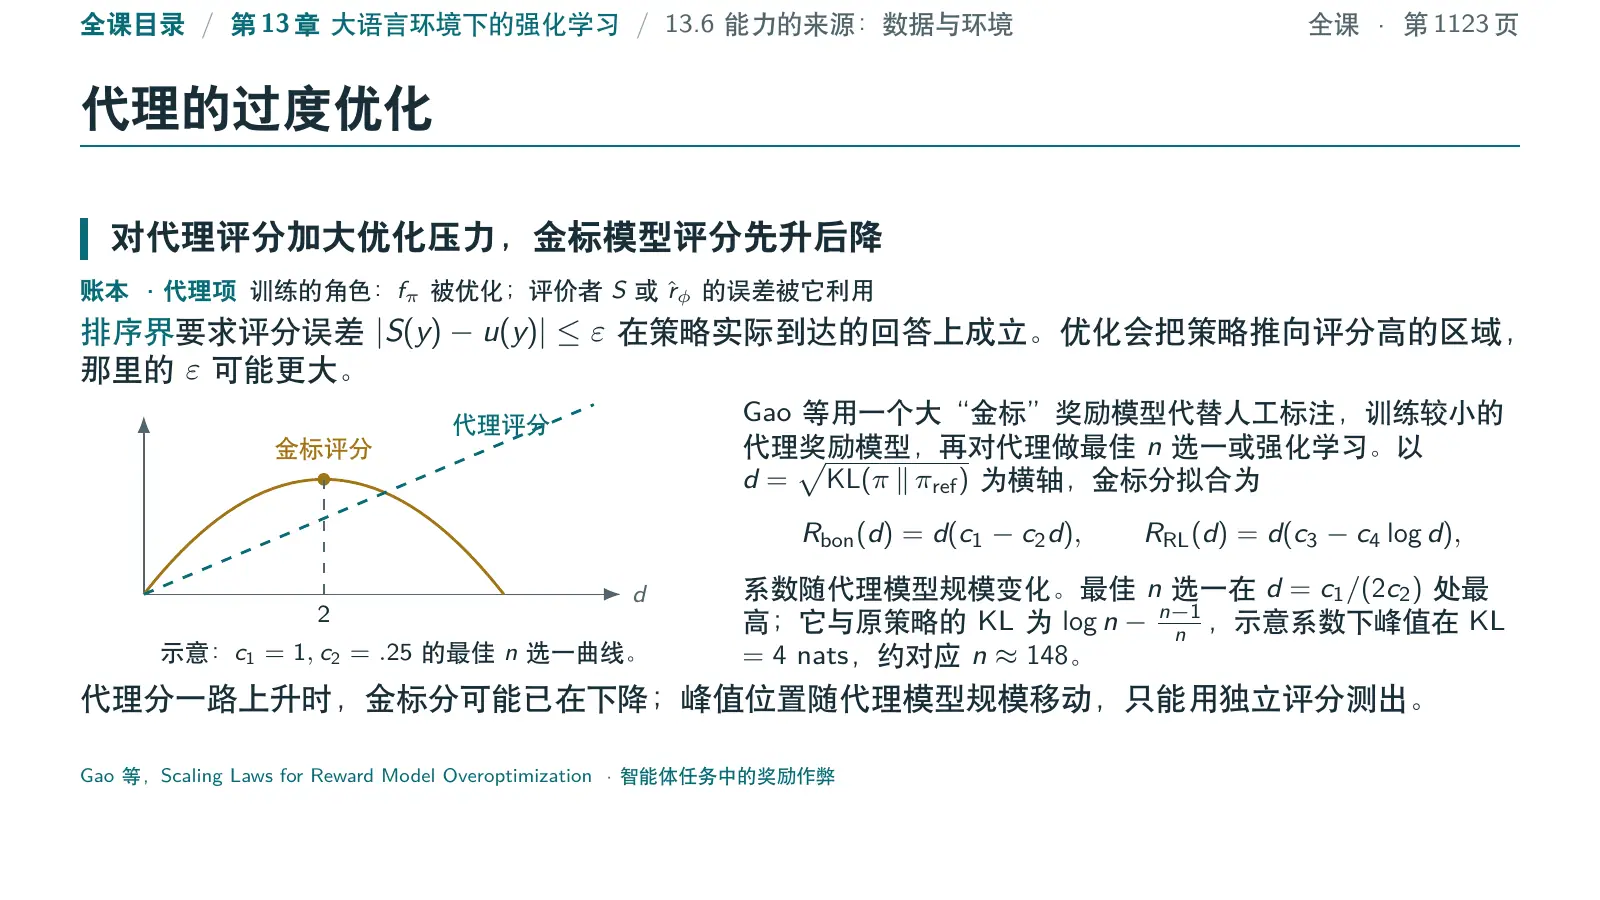 全课目录 / 第13章 大语言环境下的强化学习 / 13.6 能力的来源：数据与环境 全课 · 第1123页
代理的过度优化
对代理评分加大优化压力，金标模型评分先升后降
账本 · 代理项 训练的角色：f_π 被优化；评价者 S 或 r̂_ϕ 的误差被它利用
排序界要求评分误差 |S(y) − u(y)| ≤ ε 在策略实际到达的回答上成立。优化会把策略推向评分高的区域，
那里的 ε 可能更大。
代理评分
金标评分
d
2
示意：c₁ = 1, c₂ = .25 的最佳 n 选一曲线。
Gao 等用一个大“金标”奖励模型代替人工标注，训练较小的
代理奖励模型，再对代理做最佳 n 选一或强化学习。以
d = √KL(π ∥ π_ref) 为横轴，金标分拟合为
R_bon(d) = d(c₁ − c₂d), R_RL(d) = d(c₃ − c₄ log d),
系数随代理模型规模变化。最佳 n 选一在 d = c₁/(2c₂) 处最
高；它与原策略的 KL 为 log n − (n−1)/n，示意系数下峰值在 KL
= 4 nats，约对应 n ≈ 148。
代理分一路上升时，金标分可能已在下降；峰值位置随代理模型规模移动，只能用独立评分测出。
Gao 等，Scaling Laws for Reward Model Overoptimization · 智能体任务中的奖励作弊